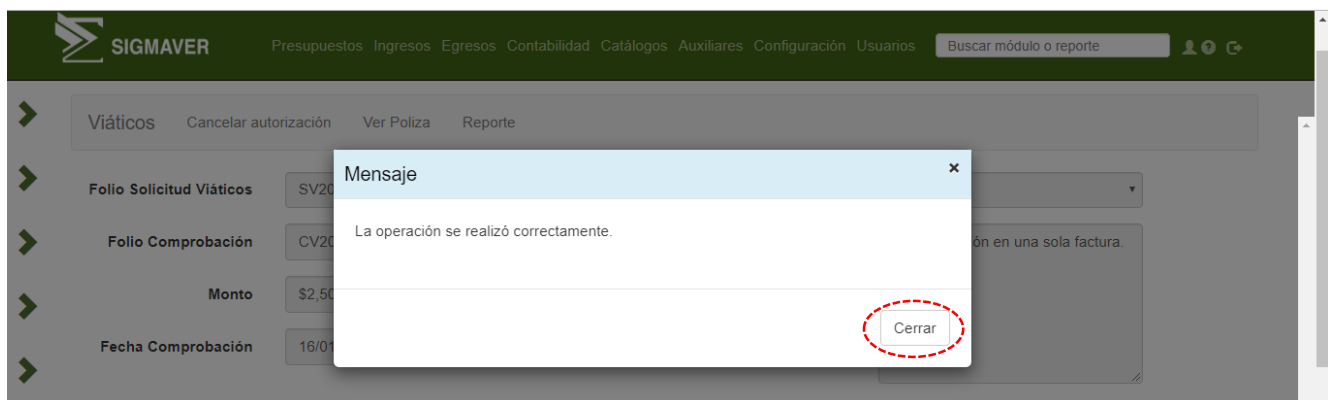 SIGMAVER
Presupuestos Ingresos Egresos Contabilidad Catálogos Auxiliares Configuración Usuarios
Buscar módulo o reporte
Viáticos Cancelar autorización Ver Poliza Reporte
Mensaje ×
Folio Solicitud Viáticos SV20
La operación se realizó correctamente.
Folio Comprobación CV20
ón en una sola factura.
Monto $2,50
Cerrar
Fecha Comprobación 16/01